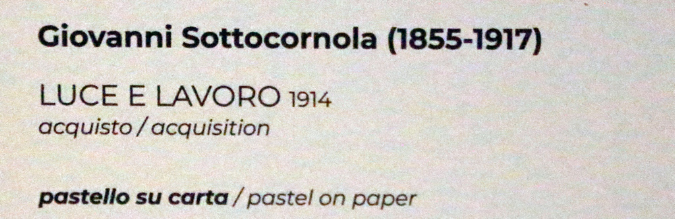 Giovanni Sottocornola (1855-1917)
LUCE E LAVORO 1914
acquisto / acquisition
pastello su carta / pastel on paper